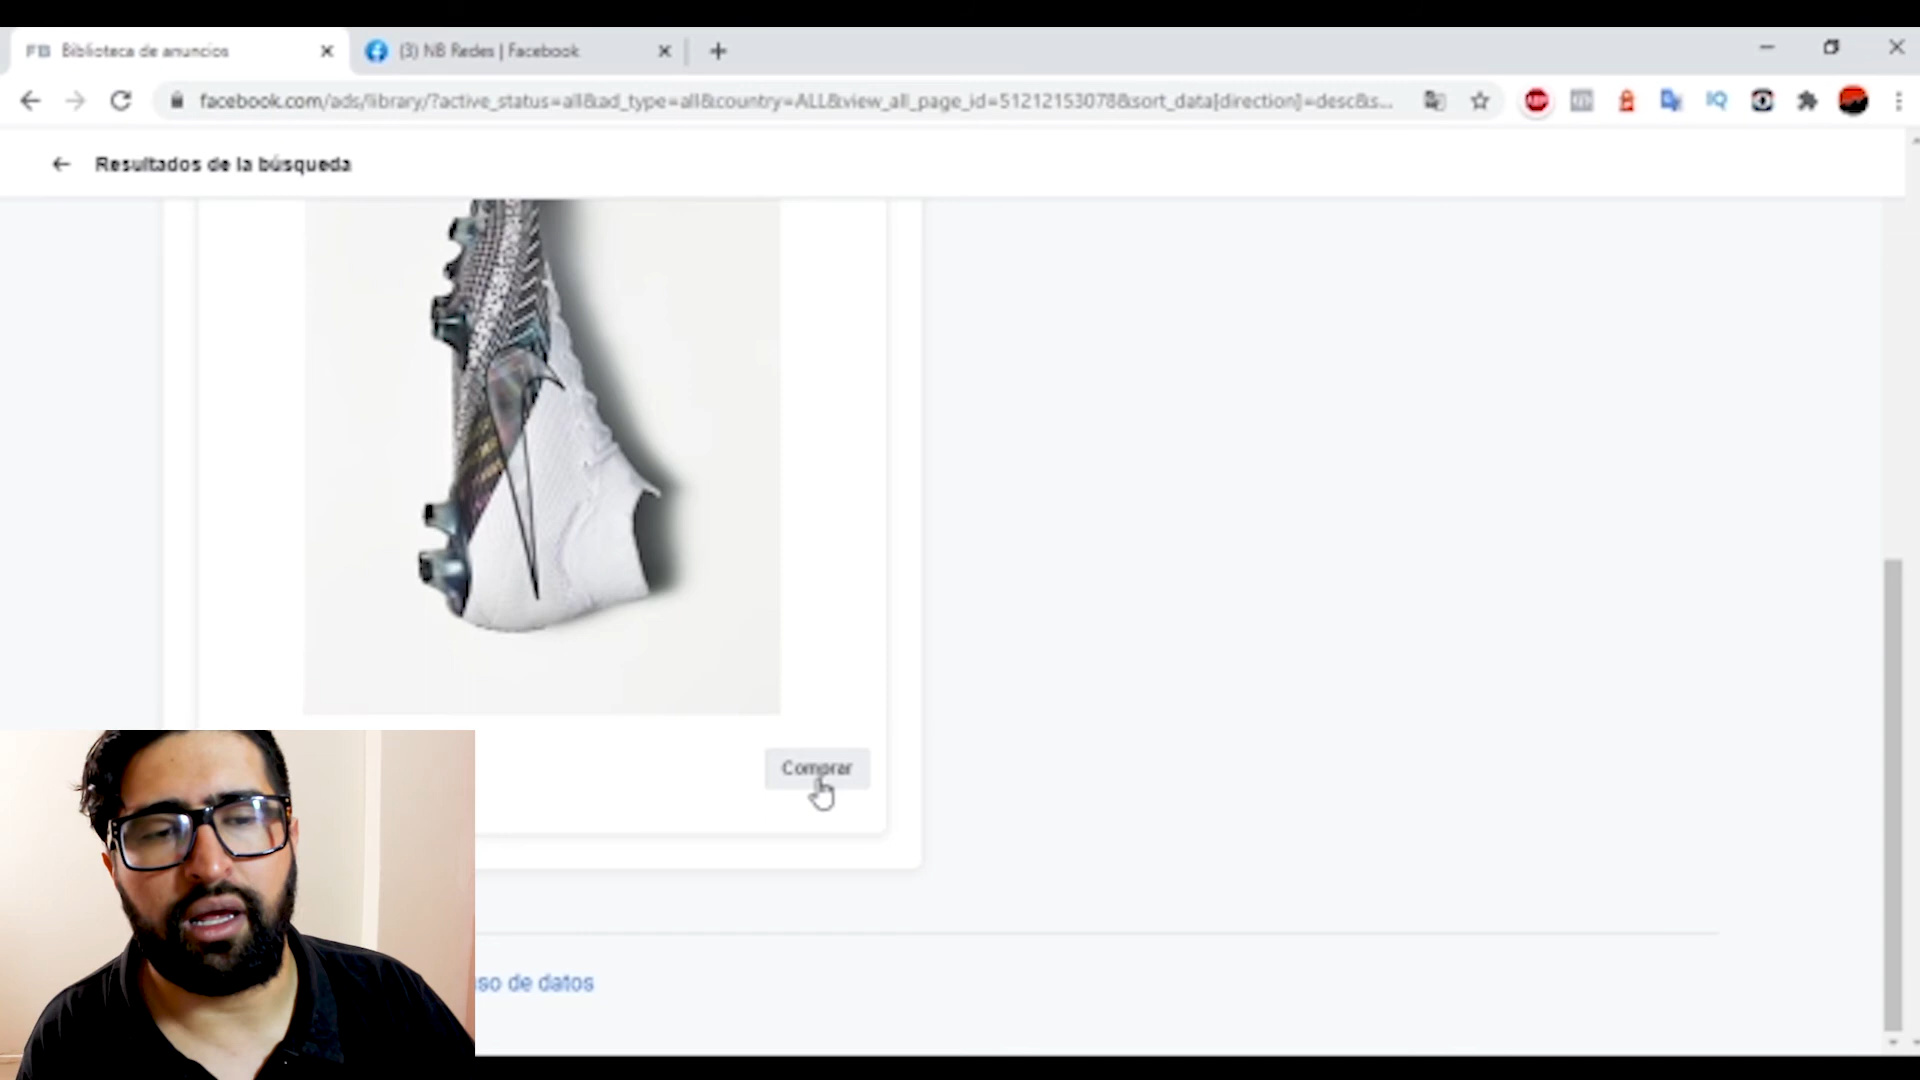 Biblioteca de anuncios
(3) NB Redes | Facebook
facebook.com/ads/library/?active_status=all&ad_type=all&country=ALL&view_all_page_id=51212153078&sort_data[direction]=desc&s...
Resultados de la búsqueda
Comprar
so de datos